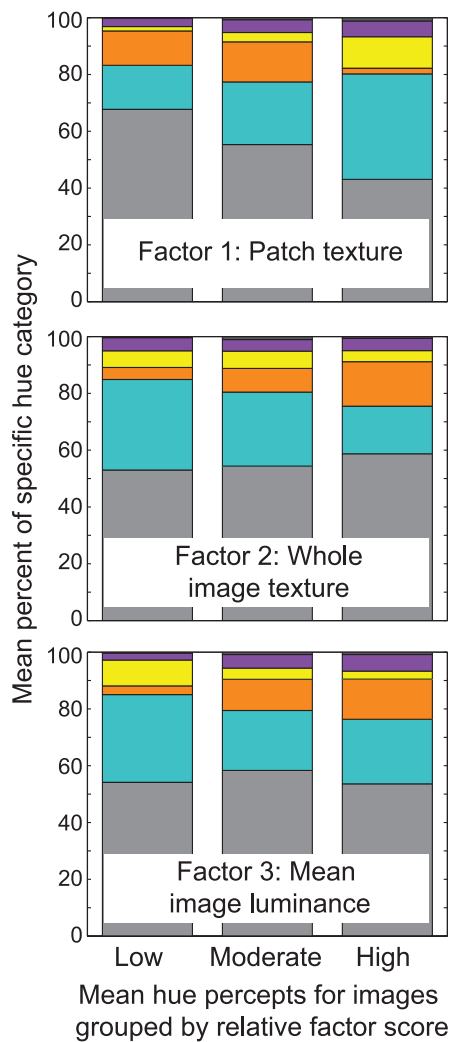 Mean percent of specific hue category
100
80
60
40
20
0
Factor 1: Patch texture
100
80
60
40
20
0
Factor 2: Whole
image texture
100
80
60
40
20
0
Factor 3: Mean
image luminance
Low Moderate High
Mean hue percepts for images
grouped by relative factor score